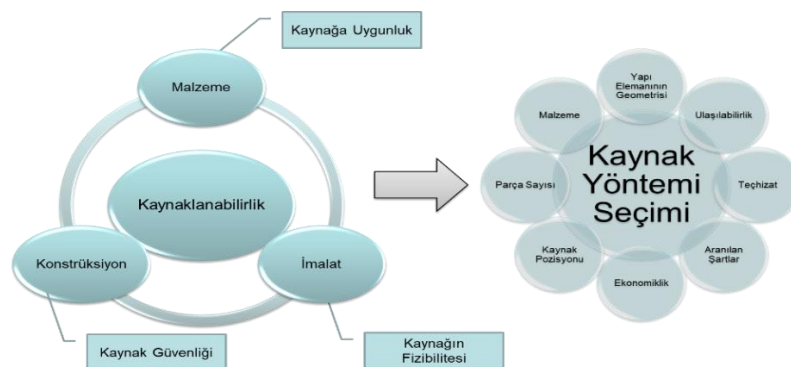 Kaynağa Uygunluk
Malzeme
Kaynaklanabilirlik
Konstrüksiyon
İmalat
Kaynak Güvenliği
Kaynağın
Fizibilitesi
Kaynak
Yöntemi
Seçimi
Yapı
Elemanının
Geometrisi
Ulaşılabilirlik
Teçhizat
Aranılan
Şartlar
Ekonomiklik
Kaynak
Pozisyonu
Parça Sayısı
Malzeme